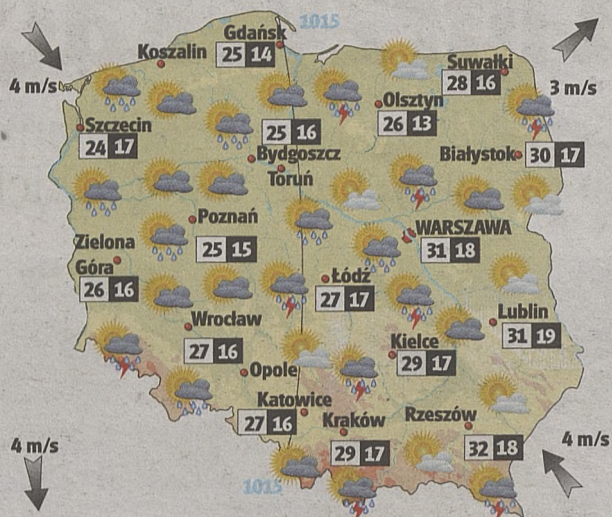 1015
Gdańsk
25 14
Koszalin
Suwałki
28 16
4 m/s
3 m/s
Olsztyn
26 13
Szczecin
24 17
25 16
Bydgoszcz
Toruń
Białystok
30 17
Poznań
25 15
WARSZAWA
31 18
Zielona
Góra
26 16
Łódź
27 17
Wrocław
27 16
Lublin
31 19
Kielce
29 17
Opole
Katowice
27 16
Kraków
29 17
Rzeszów
32 18
4 m/s
4 m/s
1015